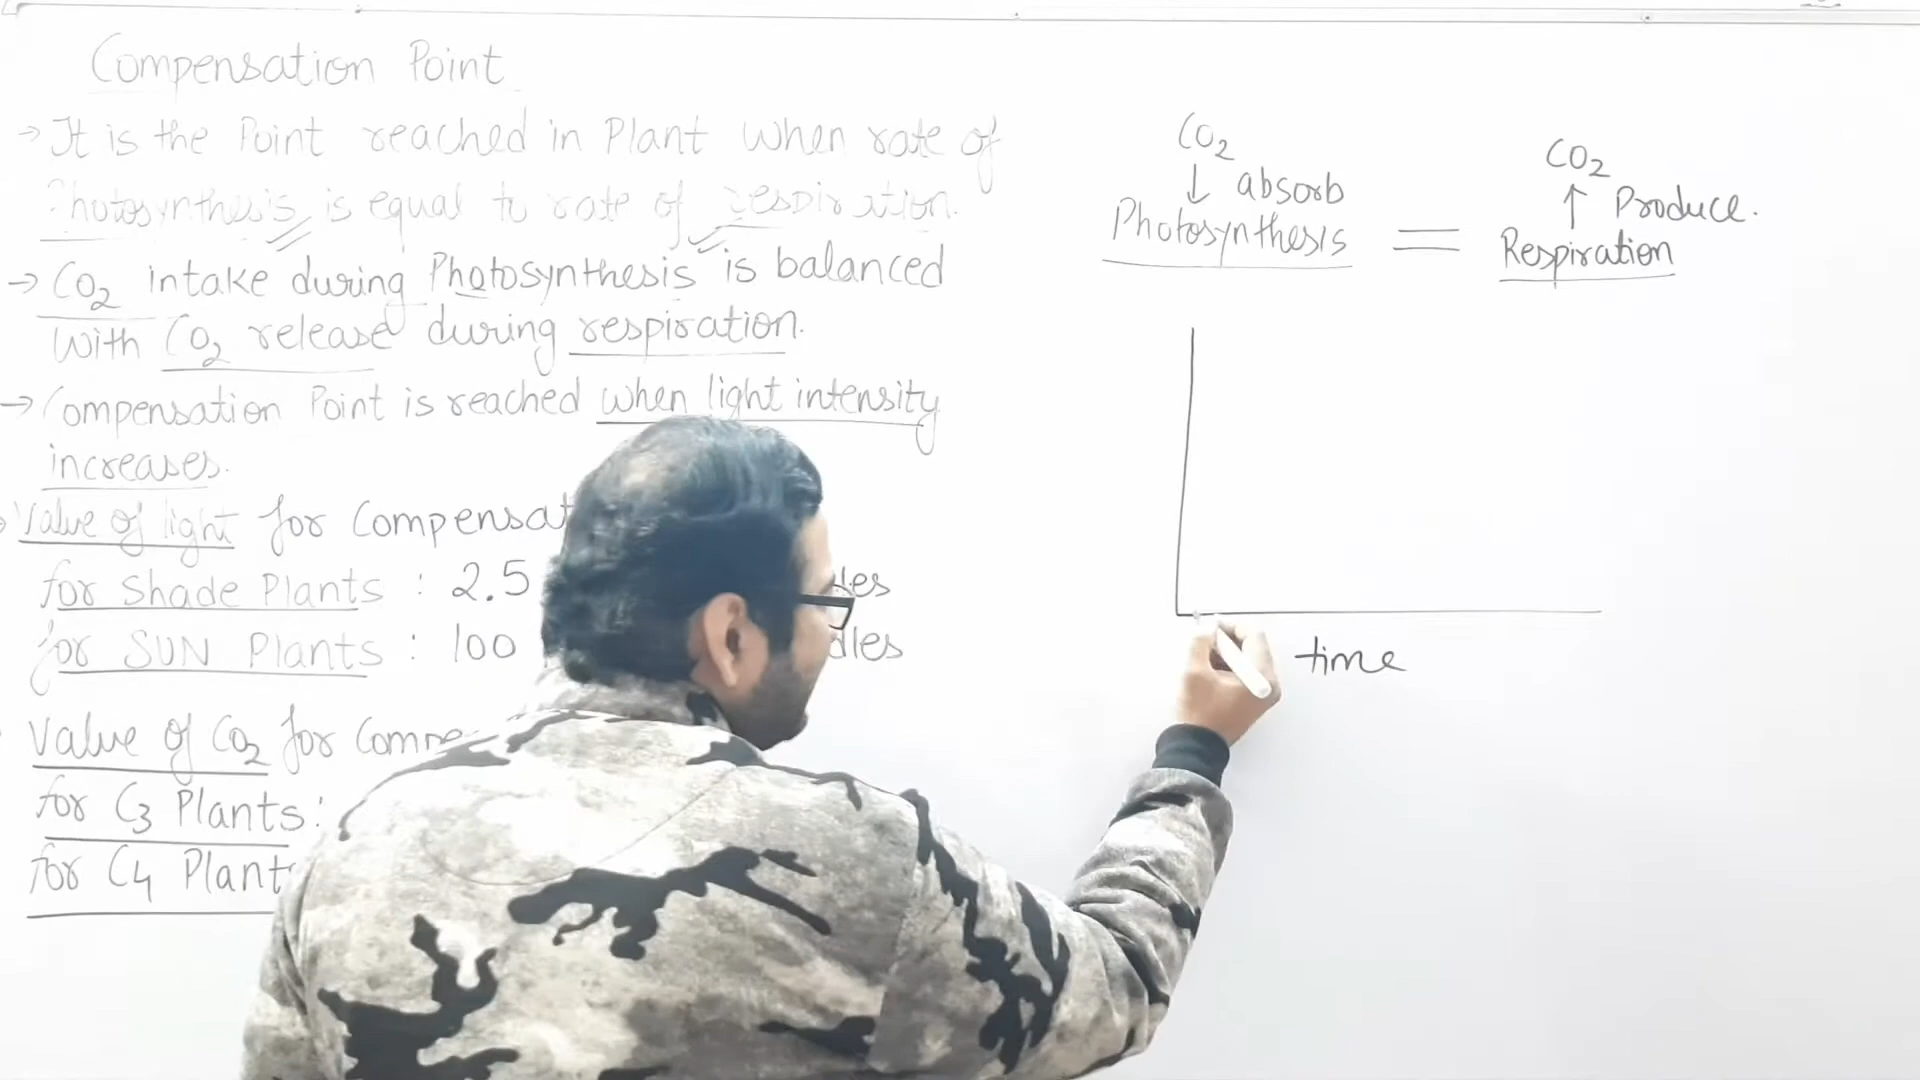 Compensation Point
→ It is the Point reached in Plant when rate of
Photosynthesis is equal to rate of respiration.
→ CO2 intake during Photosynthesis is balanced
with CO2 release during respiration.
→ Compensation Point is reached when light intensity
increases.
Value of light for Compensat
for Shade Plants : 2.5
for SUN Plants : 100
Value of CO2 for Compe
for C3 Plants :
for C4 Plant
CO2
↓ absorb
Photosynthesis =
CO2
↑ Produce.
Respiration
time